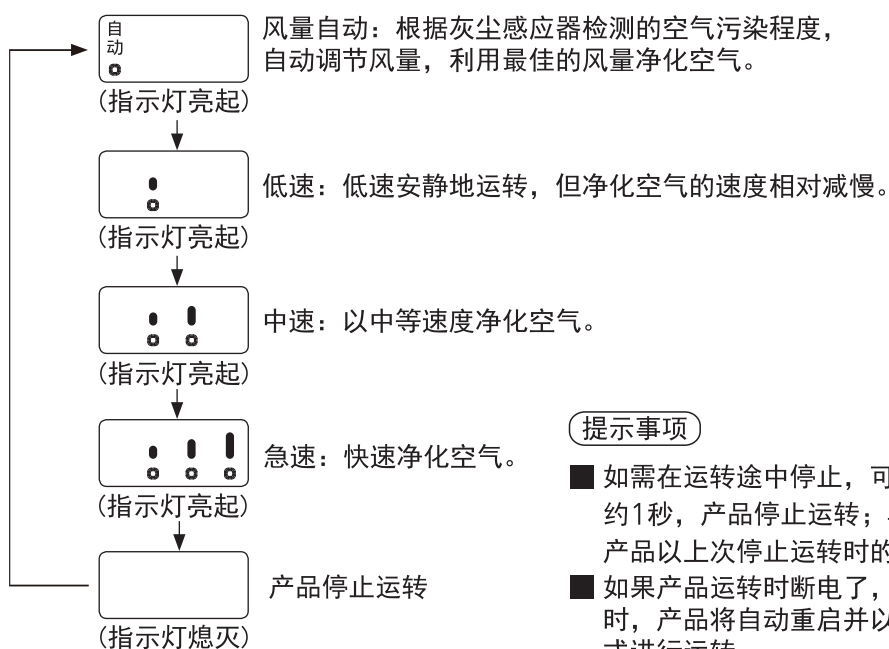 自
动
风量自动：根据灰尘感应器检测的空气污染程度，
自动调节风量，利用最佳的风量净化空气。
(指示灯亮起)
低速：低速安静地运转，但净化空气的速度相对减慢。
(指示灯亮起)
中速：以中等速度净化空气。
(指示灯亮起)
急速：快速净化空气。
(指示灯亮起)
产品停止运转
(指示灯熄灭)
提示事项
■ 如需在运转途中停止，可
约1秒，产品停止运转；
产品以上次停止运转时的
■ 如果产品运转时断电了，
时，产品将自动重启并以
式进行运转